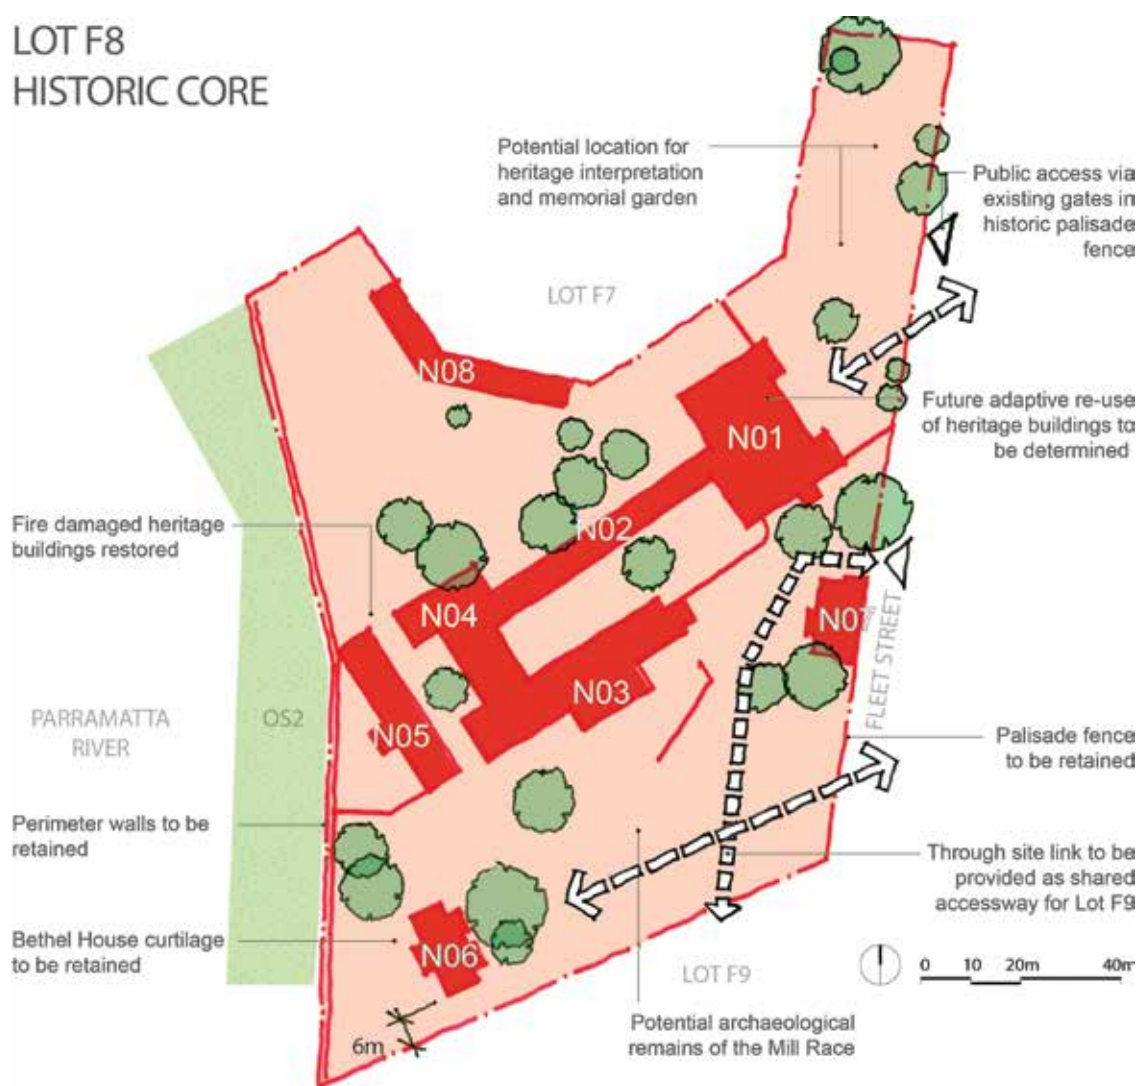 LOT F8
HISTORIC CORE
Potential location for
heritage interpretation
and memorial garden
Public access via
existing gates in
historic palisade
fence
LOT F7
N08
N01
Future adaptive re-use
of heritage buildings to
be determined
Fire damaged heritage
buildings restored
N02
N04
N07
N03
FLEET STREET
PARRAMATTA
RIVER
OS2
N05
Palisade fence
to be retained
Perimeter walls to be
retained
Through site link to be
provided as shared
accessway for Lot F9
Bethel House curtilage
to be retained
N06
LOT F9
0 10 20m 40m
Potential archaeological
remains of the Mill Race
6m